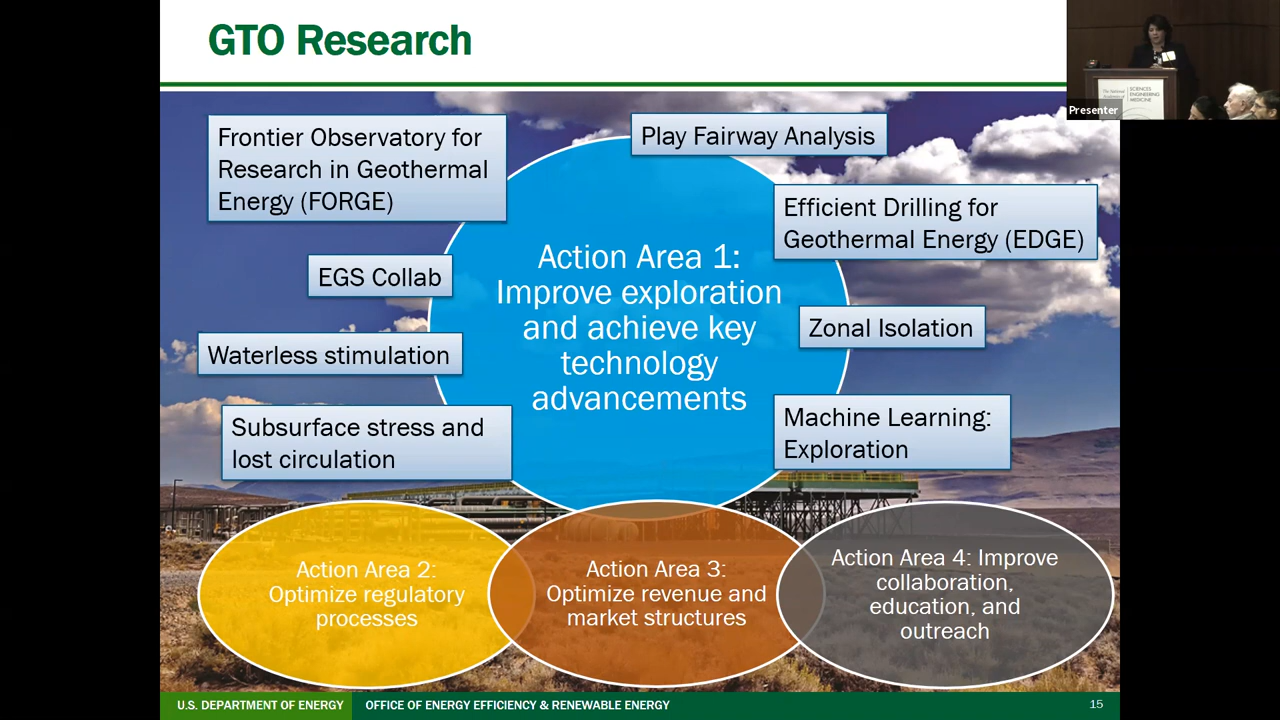 GTO Research
Frontier Observatory for
Research in Geothermal
Energy (FORGE)
Play Fairway Analysis
Efficient Drilling for
Geothermal Energy (EDGE)
EGS Collab
Action Area 1:
Improve exploration
and achieve key
technology
advancements
Zonal Isolation
Waterless stimulation
Subsurface stress and
lost circulation
Machine Learning:
Exploration
Action Area 2:
Optimize regulatory
processes
Action Area 3:
Optimize revenue and
market structures
Action Area 4: Improve
collaboration,
education, and
outreach
U.S. DEPARTMENT OF ENERGY
OFFICE OF ENERGY EFFICIENCY & RENEWABLE ENERGY
15
SCIENCES
ENGINEERING
MEDICINE
Presenter